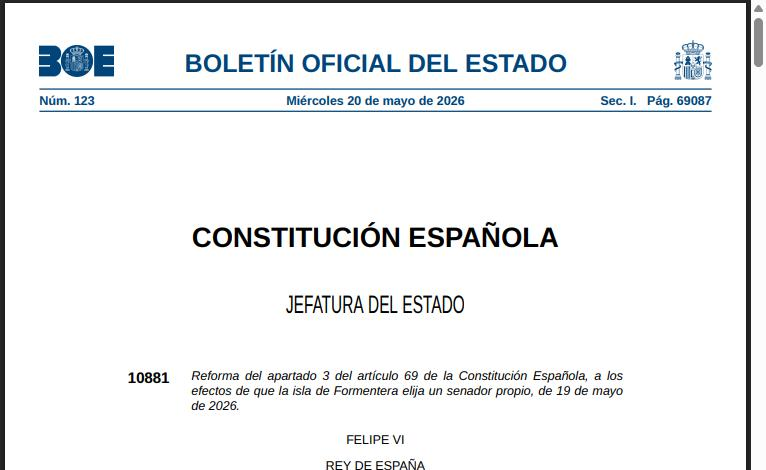 BOE
BOLETÍN OFICIAL DEL ESTADO
Núm. 123 Miércoles 20 de mayo de 2026 Sec. I. Pág. 69087
CONSTITUCIÓN ESPAÑOLA
JEFATURA DEL ESTADO
10881 Reforma del apartado 3 del artículo 69 de la Constitución Española, a los
efectos de que la isla de Formentera elija un senador propio, de 19 de mayo
de 2026.
FELIPE VI
REY DE ESPAÑA